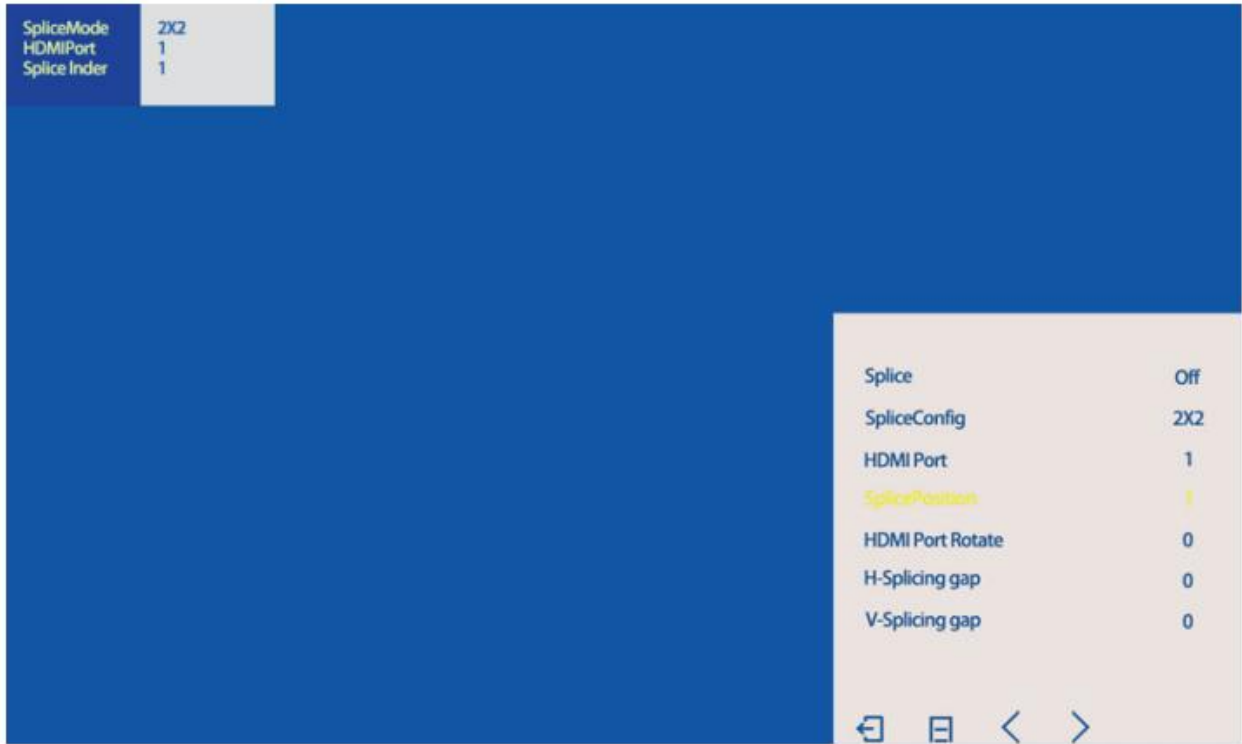 SpliceMode 2X2
HDMIPort 1
Splice Inder 1
Splice Off
SpliceConfig 2X2
HDMI Port 1
SplicePosition 1
HDMI Port Rotate 0
H-Splicing gap 0
V-Splicing gap 0